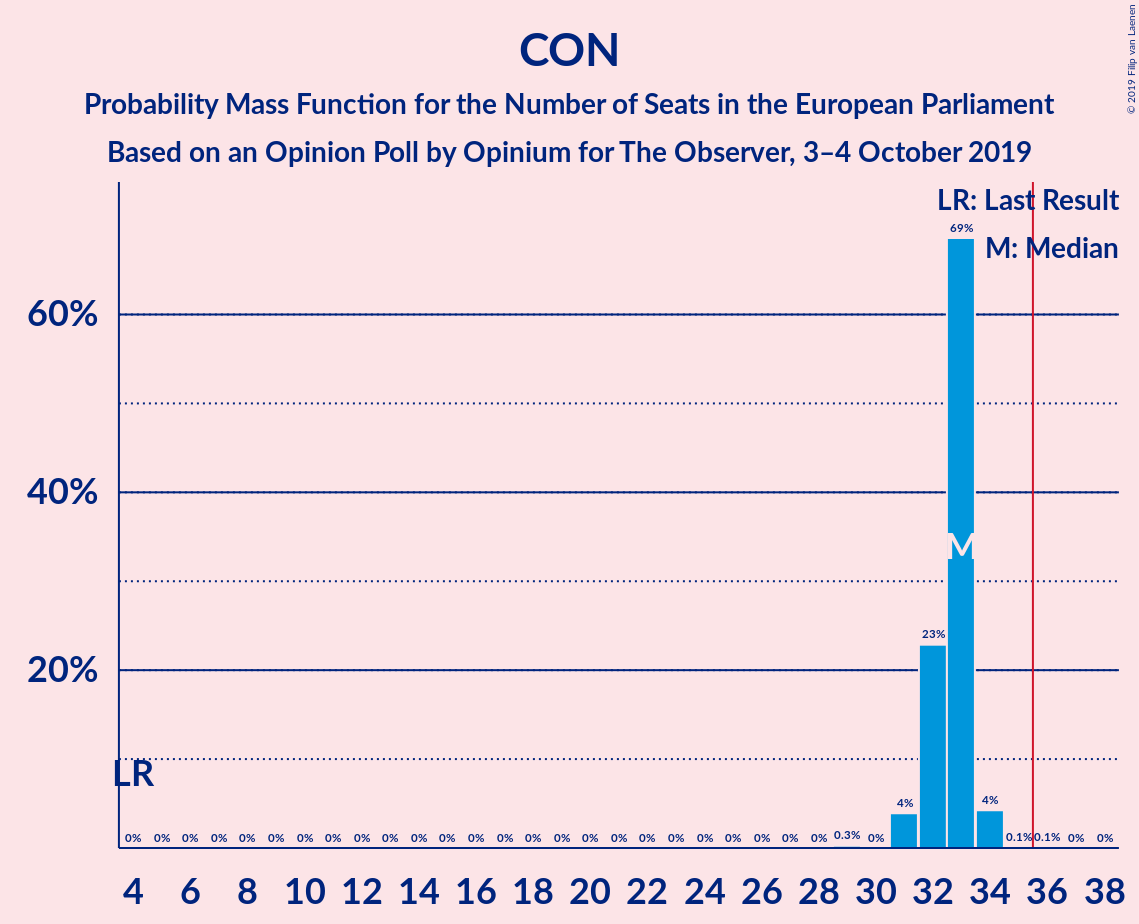 CON
Probability Mass Function for the Number of Seats in the European Parliament
Based on an Opinion Poll by Opinium for The Observer, 3–4 October 2019
© 2019 Filip van Laenen
LR: Last Result
M: Median
69%
60%
40%
M
23%
20%
LR
4%
4%
0% 0% 0% 0% 0% 0% 0% 0% 0% 0% 0% 0% 0% 0% 0% 0% 0% 0% 0% 0% 0% 0% 0% 0% 0% 0.3% 0% 0.1% 0.1% 0% 0%
4 6 8 10 12 14 16 18 20 22 24 26 28 30 32 34 36 38